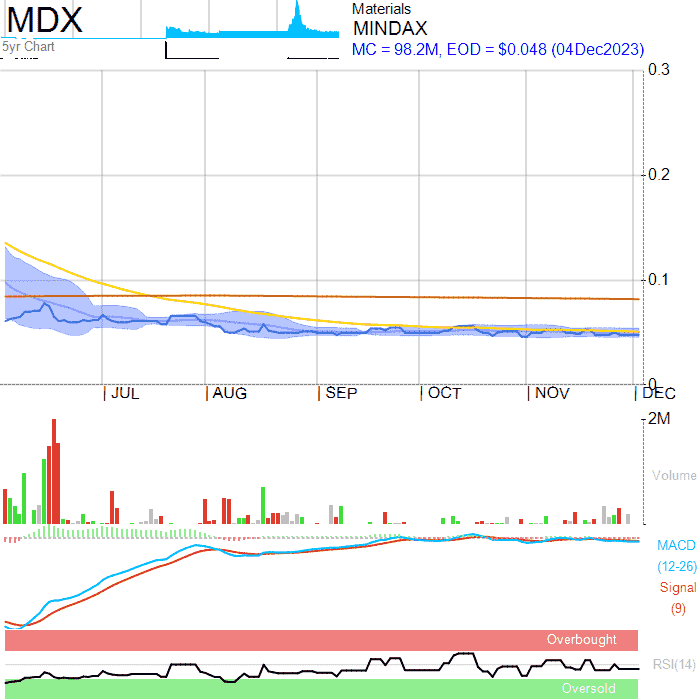 MDX
5yr Chart
Materials
MINDAX
MC = 98.2M, EOD = $0.048 (04Dec2023)
0.3
0.2
0.1
0
JUL AUG SEP OCT NOV DEC
2M
Volume
MACD
(12-26)
Signal
(9)
Overbought
RSI(14)
Oversold